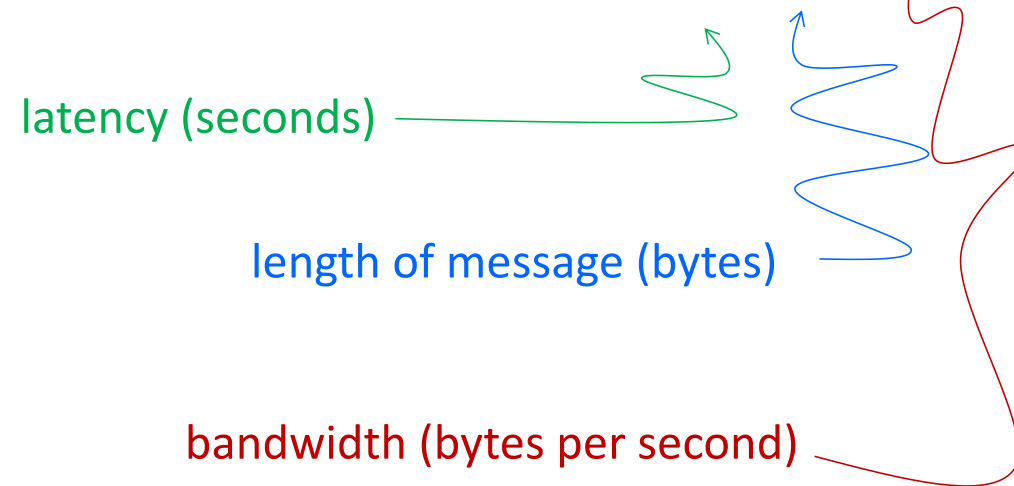 latency (seconds)
length of message (bytes)
bandwidth (bytes per second)